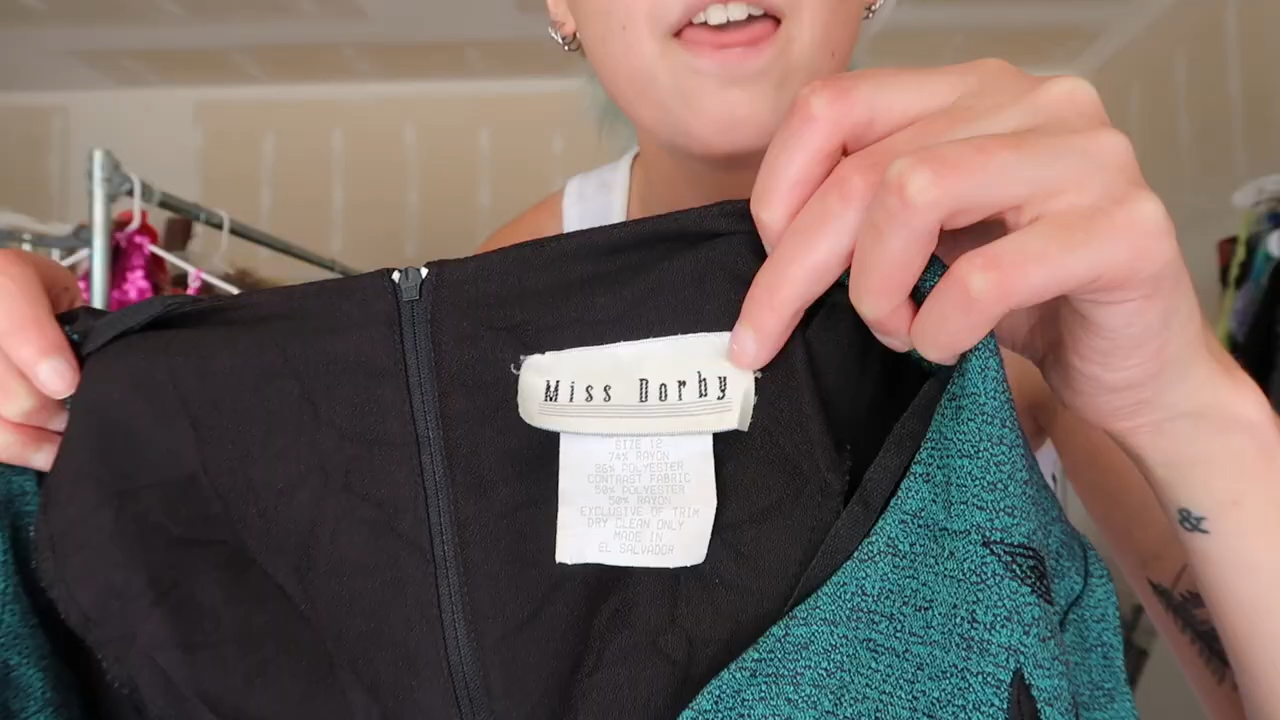 Miss Dorby
SIZE 12
74% RAYON
26% POLYESTER
CONTRAST FABRIC
50% POLYESTER
50% RAYON
EXCLUSIVE OF TRIM
DRY CLEAN ONLY
MADE IN
EL SALVADOR
&